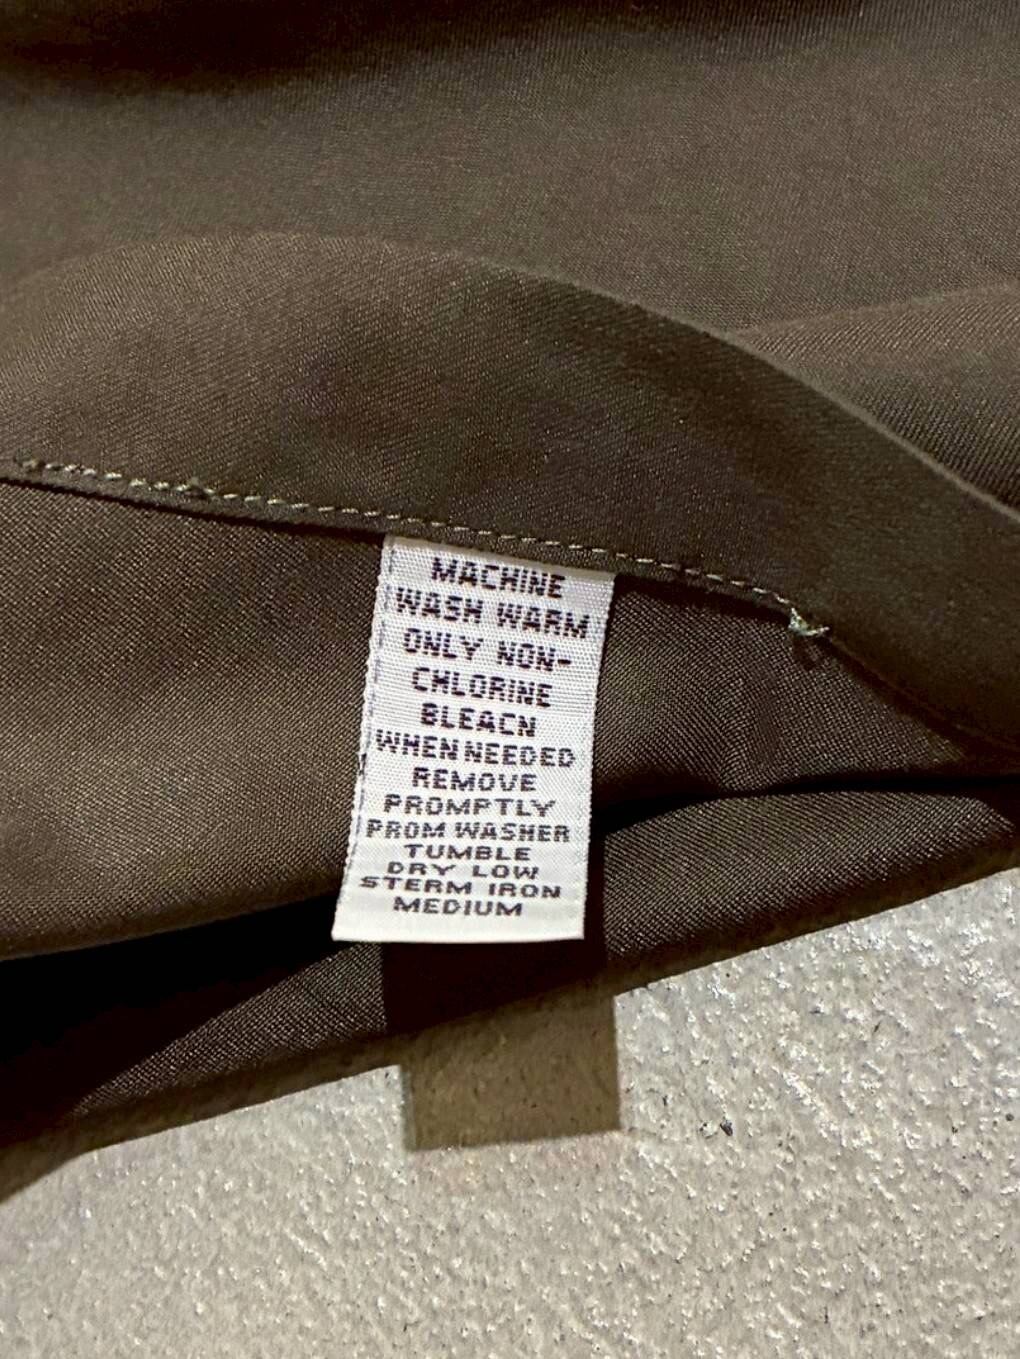 MACHINE
WASH WARM
ONLY NON-
CHLORINE
BLEACN
WHEN NEEDED
REMOVE
PROMPTLY
PROM WASHER
TUMBLE
DRY LOW
STERM IRON
MEDIUM